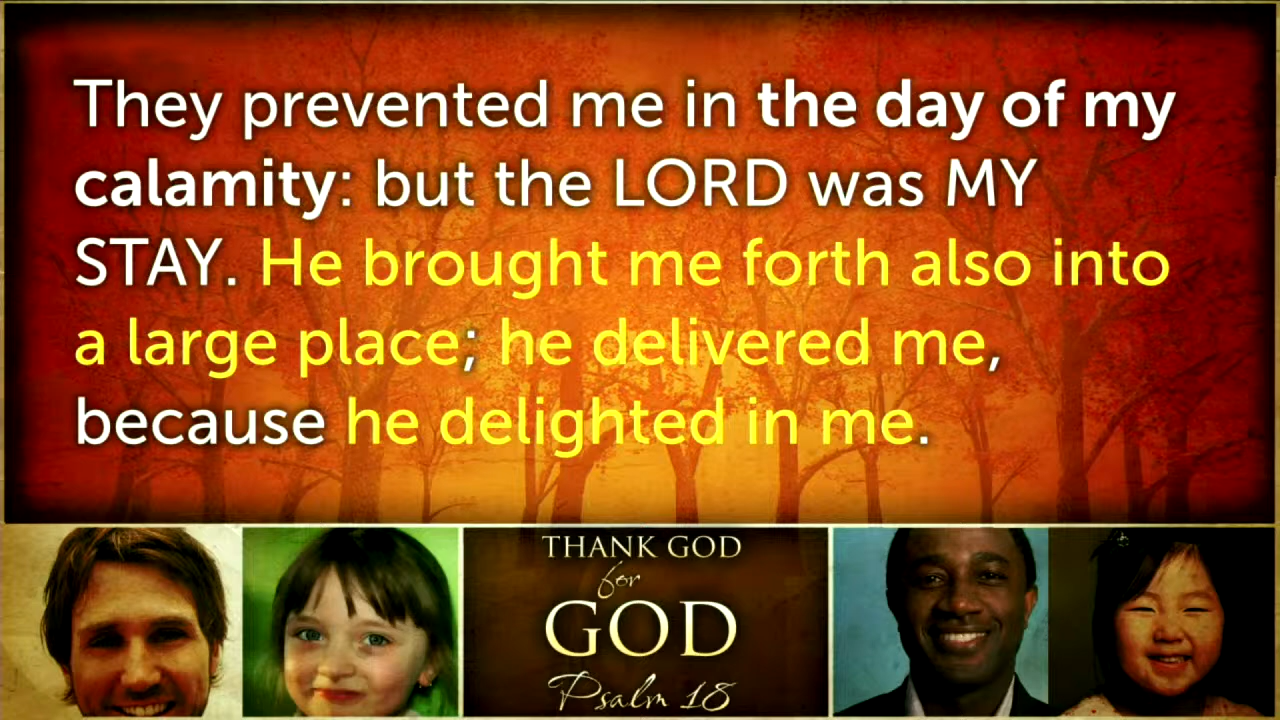 They prevented me in the day of my
calamity: but the LORD was MY
STAY. He brought me forth also into
a large place; he delivered me,
because he delighted in me.
THANK GOD
for
GOD
Psalm 18